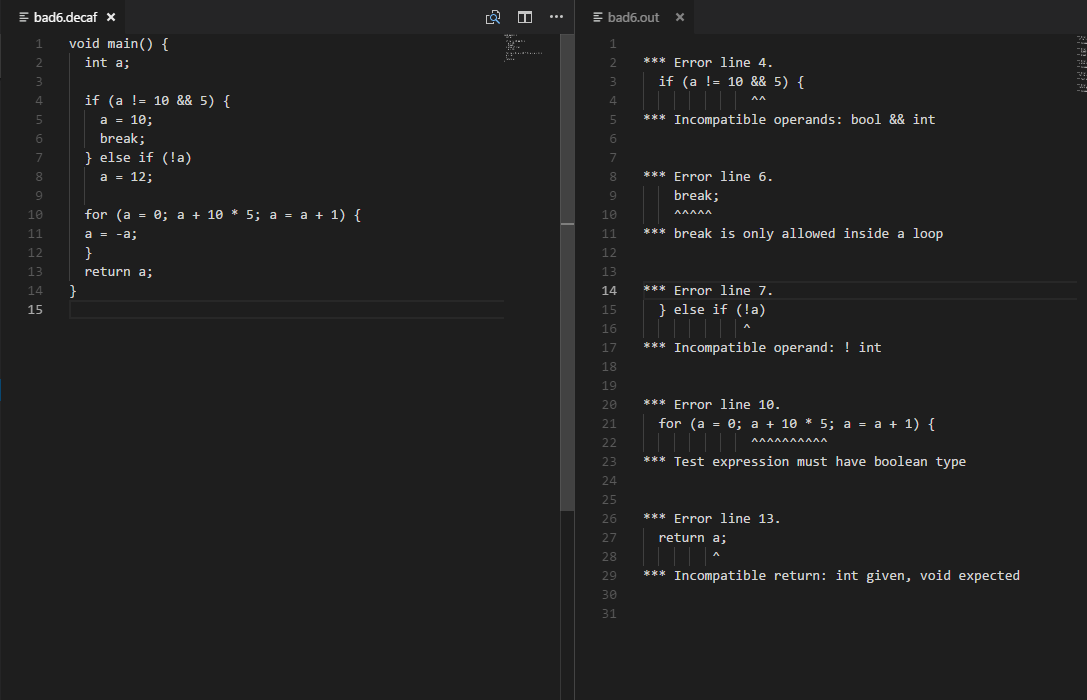 bad6.decaf
1 void main() {
2   int a;
3
4   if (a != 10 && 5) {
5     a = 10;
6     break;
7   } else if (!a)
8     a = 12;
9
10   for (a = 0; a + 10 * 5; a = a + 1) {
11   a = -a;
12   }
13   return a;
14 }
15
bad6.out
1
2 *** Error line 4.
3   if (a != 10 && 5) {
4               ^^
5 *** Incompatible operands: bool && int
6
7
8 *** Error line 6.
9     break;
10     ^^^^^
11 *** break is only allowed inside a loop
12
13
14 *** Error line 7.
15   } else if (!a)
16              ^
17 *** Incompatible operand: ! int
18
19
20 *** Error line 10.
21   for (a = 0; a + 10 * 5; a = a + 1) {
22               ^^^^^^^^^^
23 *** Test expression must have boolean type
24
25
26 *** Error line 13.
27   return a;
28          ^
29 *** Incompatible return: int given, void expected
30
31